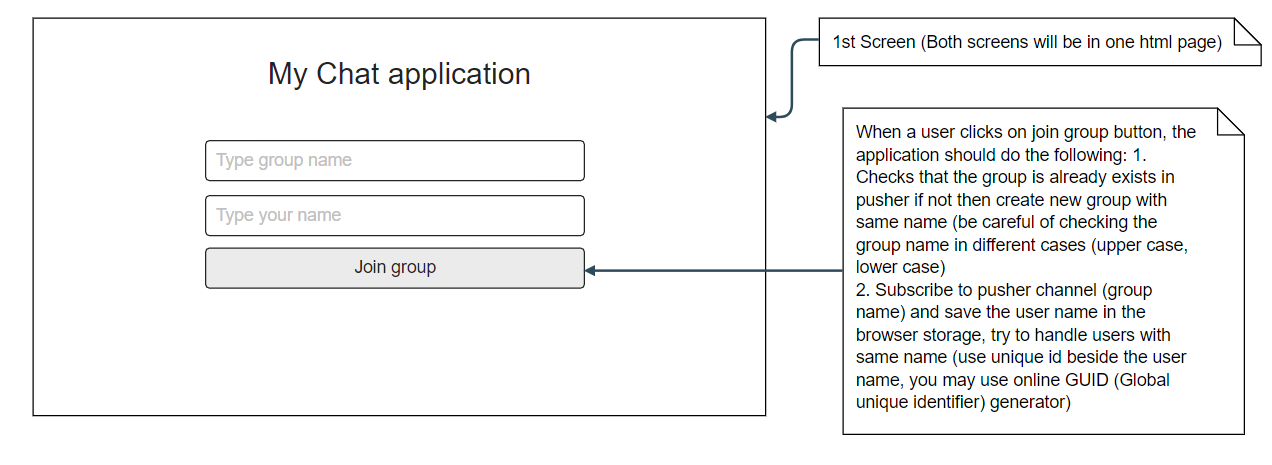 My Chat application
Type group name
Type your name
Join group
1st Screen (Both screens will be in one html page)
When a user clicks on join group button, the
application should do the following: 1.
Checks that the group is already exists in
pusher if not then create new group with
same name (be careful of checking the
group name in different cases (upper case,
lower case)
2. Subscribe to pusher channel (group
name) and save the user name in the
browser storage, try to handle users with
same name (use unique id beside the user
name, you may use online GUID (Global
unique identifier) generator)